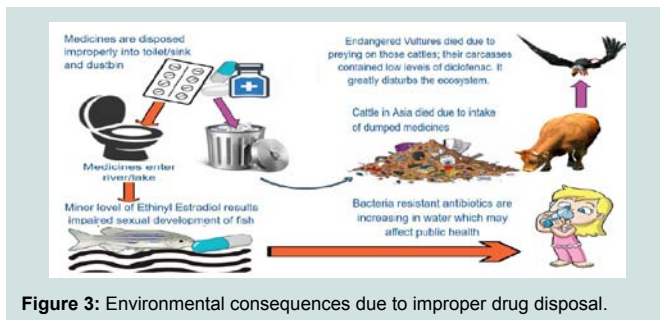 Medicines are disposed
improperly into toilet/sink
and dustbin
Medicines enter
river/lake
Minor level of Ethinyl Estradiol results
impaired sexual development of fish
Endangered Vultures died due to
preying on those cattles; their carcasses
contained low levels of diclofenac. It
greatly disturbs the ecosystem.
Cattle in Asia died due to intake
of dumped medicines
Bacteria resistant antibiotics are
increasing in water which may
affect public health
Figure 3: Environmental consequences due to improper drug disposal.